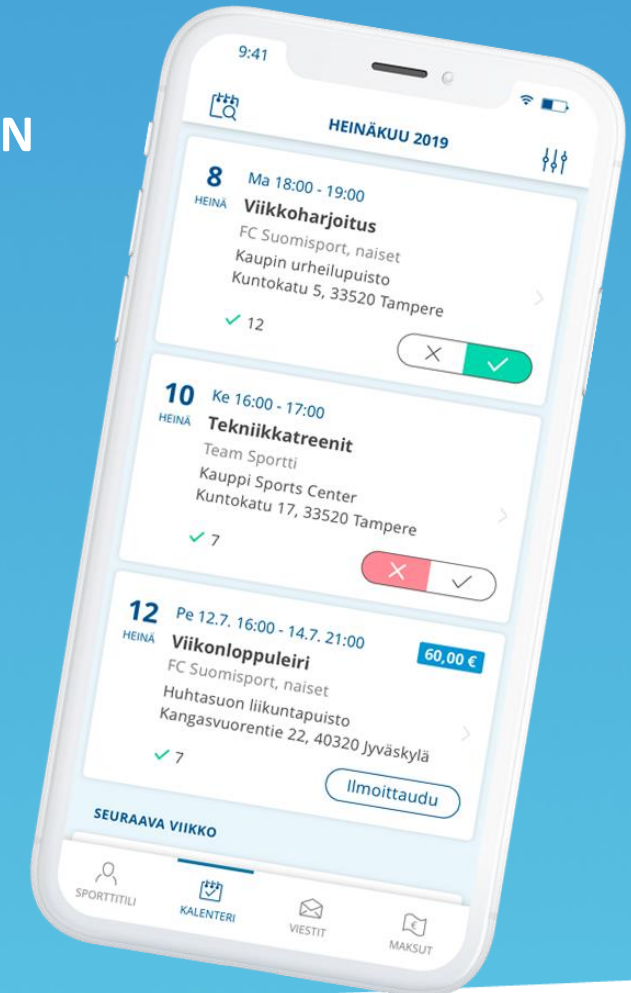 N
9:41
HEINÄKUU 2019
8
HEINÄ
Ma 18:00 - 19:00
Viikkoharjoitus
FC Suomisport, naiset
Kaupin urheilupuisto
Kuntokatu 5, 33520 Tampere
12
10
HEINÄ
Ke 16:00 - 17:00
Tekniikkatreenit
Team Sportti
Kauppi Sports Center
Kuntokatu 17, 33520 Tampere
7
12
HEINÄ
Pe 12.7. 16:00 - 14.7. 21:00
60,00 €
Viikonloppuleiri
FC Suomisport, naiset
Huhtasuon liikuntapuisto
Kangasvuorentie 22, 40320 Jyväskylä
7
Ilmoittaudu
SEURAAVA VIIKKO
SPORTTITILI
KALENTERI
VIESTIT
MAKSUT